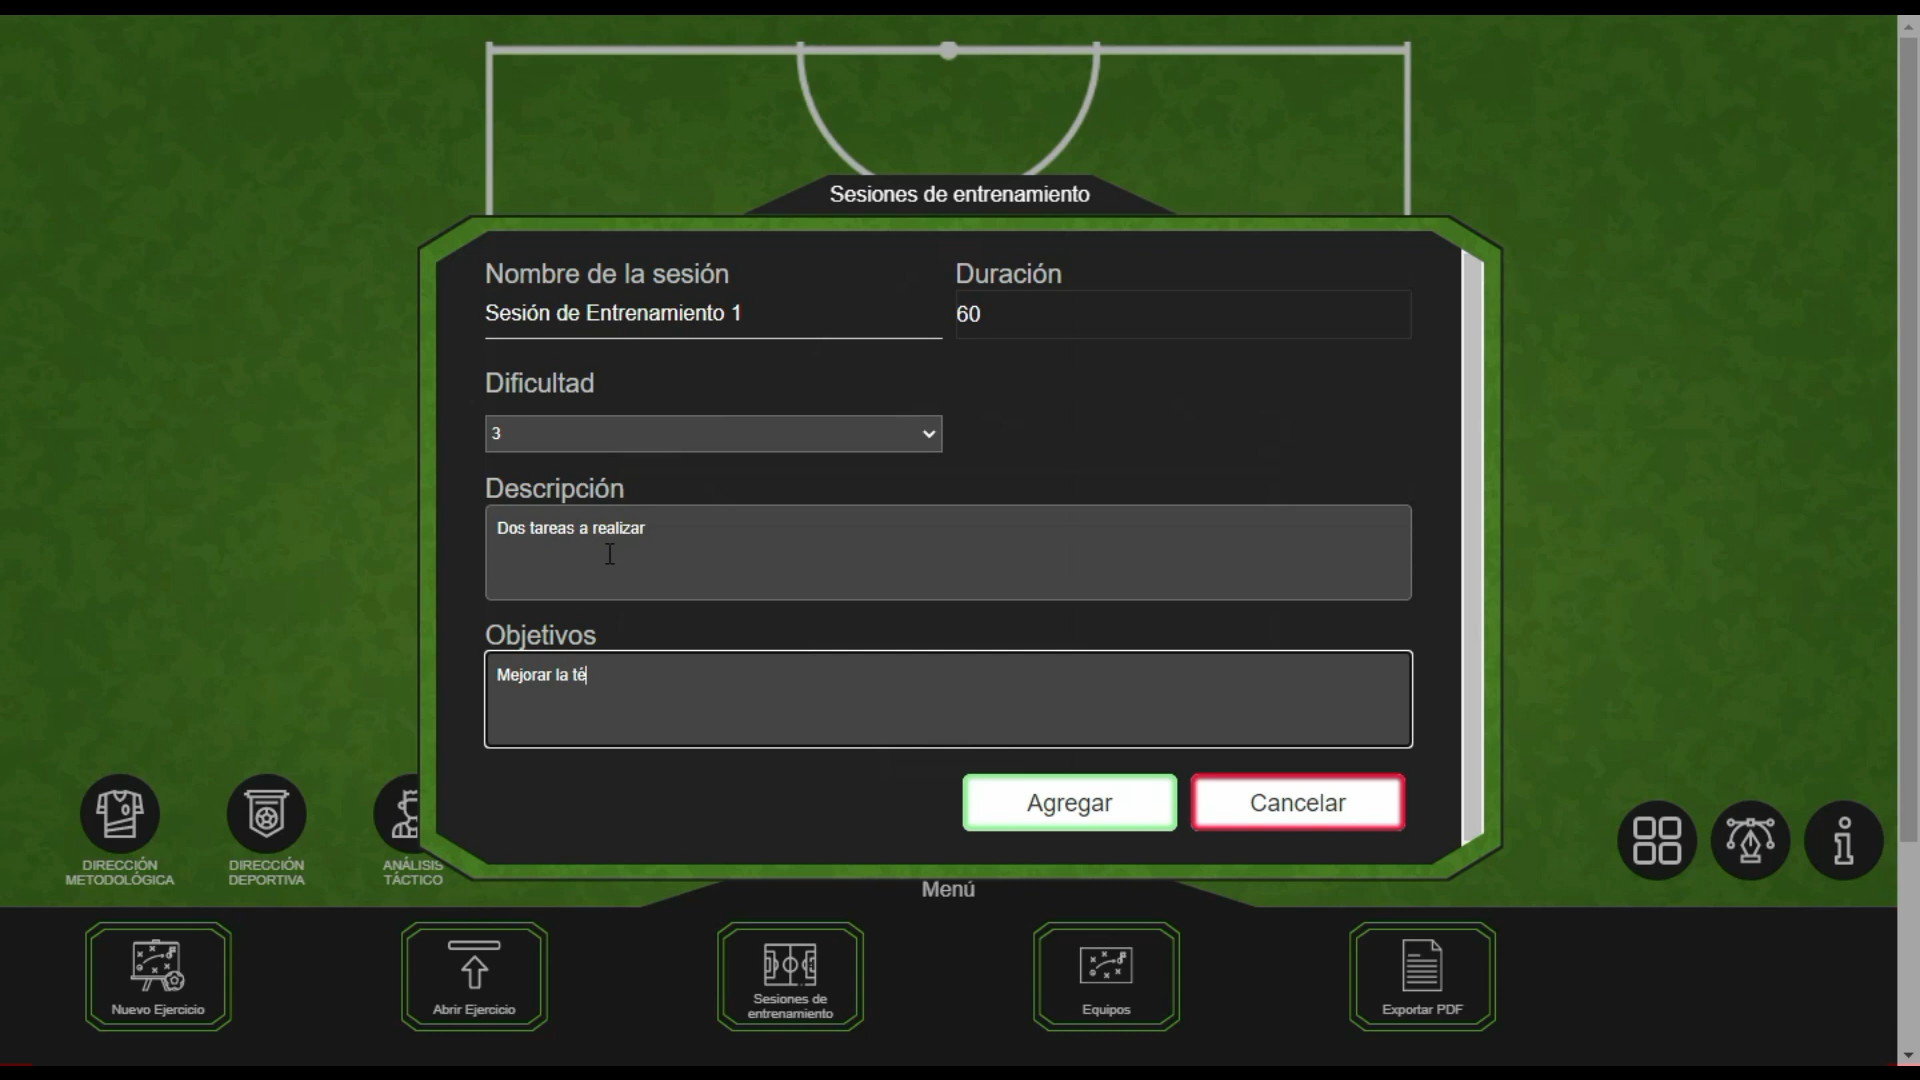 Sesiones de entrenamiento
Nombre de la sesión
Duración
Sesión de Entrenamiento 1
60
Dificultad
3
Descripción
Dos tareas a realizar
Objetivos
Mejorar la té
Agregar
Cancelar
DIRECCIÓN
METODOLÓGICA
DIRECCIÓN
DEPORTIVA
ANÁLISIS
TÁCTICO
Menú
Nuevo Ejercicio
Abrir Ejercicio
Sesiones de
entrenamiento
Equipos
Exportar PDF